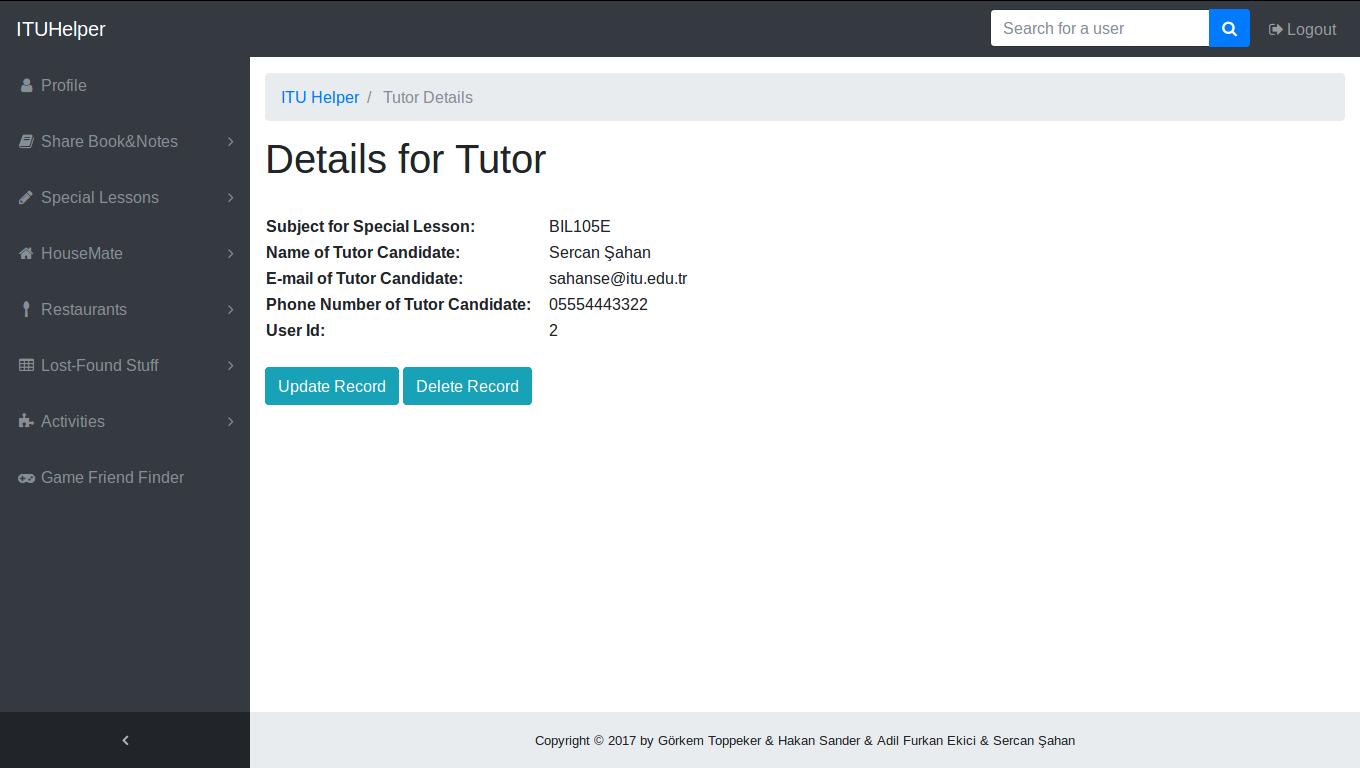 ITUHelper
Search for a user
Logout
Profile
Share Book&Notes
Special Lessons
HouseMate
Restaurants
Lost-Found Stuff
Activities
Game Friend Finder
ITU Helper / Tutor Details
Details for Tutor
Subject for Special Lesson: BIL105E
Name of Tutor Candidate: Sercan Şahan
E-mail of Tutor Candidate: sahanse@itu.edu.tr
Phone Number of Tutor Candidate: 05554443322
User Id: 2
Update Record Delete Record
Copyright © 2017 by Görkem Toppeker & Hakan Sander & Adil Furkan Ekici & Sercan Şahan